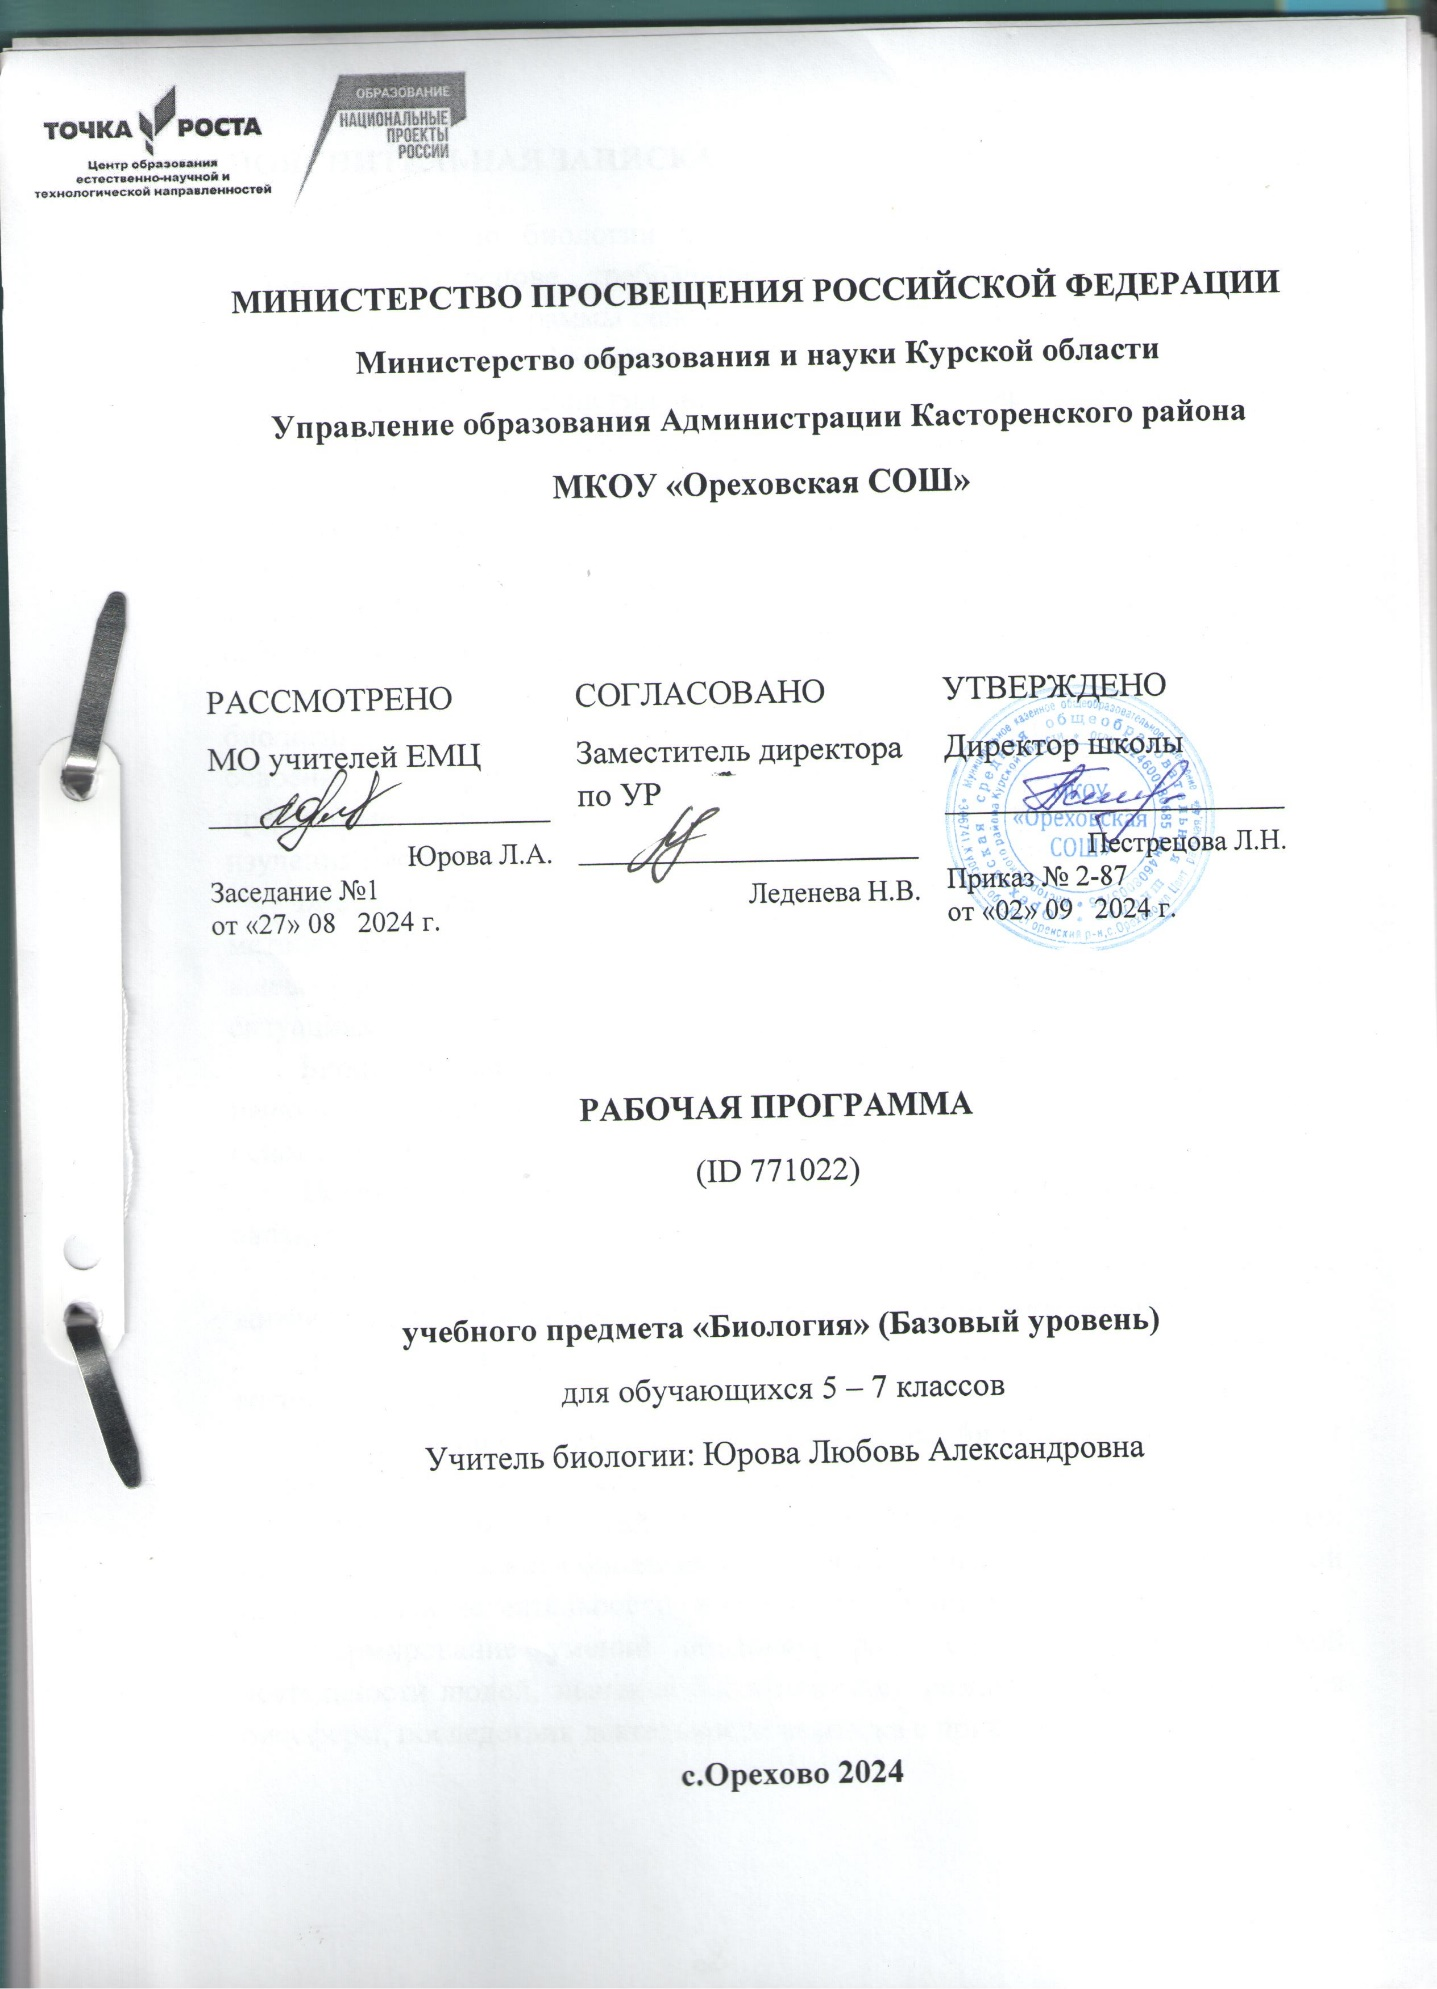 ТОЧКА РОСТА
Центр образования
естественно-научной и
технологической направленностей
ОБРАЗОВАНИЕ
НАЦИОНАЛЬНЫЕ
ПРОЕКТЫ
РОССИИ
МИНИСТЕРСТВО ПРОСВЕЩЕНИЯ РОССИЙСКОЙ ФЕДЕРАЦИИ
Министерство образования и науки Курской области
Управление образования Администрации Касторенского района
МКОУ «Ореховская СОШ»
РАССМОТРЕНО
МО учителей ЕМЦ
Юрова Л.А.
Заседание №1
от «27» 08 2024 г.
СОГЛАСОВАНО
Заместитель директора
по УР
Леденева Н.В.
УТВЕРЖДЕНО
Директор школы
МКОУ
«Ореховская
СОШ»
Пестрецова Л.Н.
Приказ № 2-87
от «02» 09 2024 г.
РАБОЧАЯ ПРОГРАММА
(ID 771022)
учебного предмета «Биология» (Базовый уровень)
для обучающихся 5 – 7 классов
Учитель биологии: Юрова Любовь Александровна
с.Орехово 2024